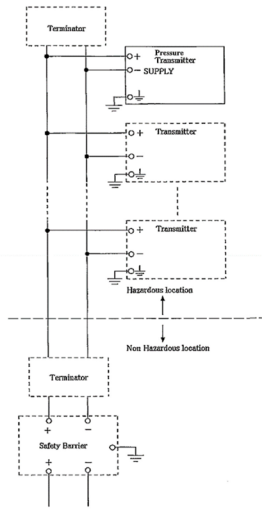 Terminator
Pressure
Transmitter
+
– SUPPLY
Transmitter
+
–
Transmitter
+
–
Hazardous location
Non Hazardous location
Terminator
+ –
Safety Barrier
+ –